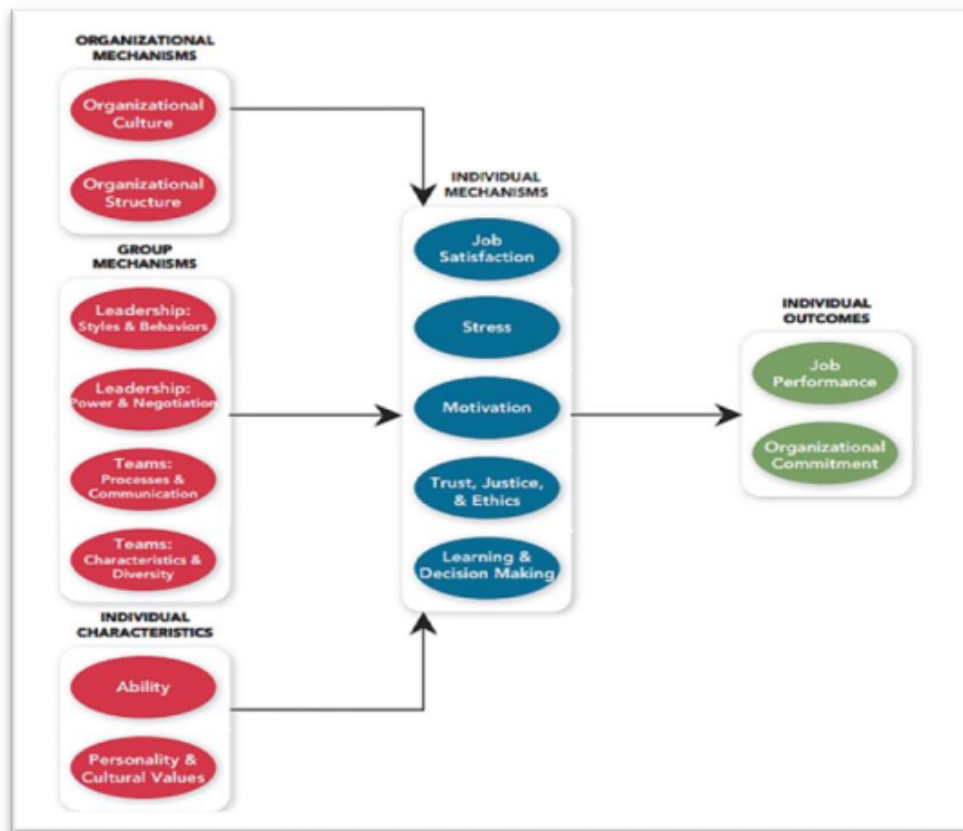 ORGANIZATIONAL
MECHANISMS
Organizational
Culture
Organizational
Structure
GROUP
MECHANISMS
Leadership:
Styles & Behaviors
Leadership:
Power & Negotiation
Teams:
Processes &
Communication
Teams:
Characteristics &
Diversity
INDIVIDUAL
CHARACTERISTICS
Ability
Personality &
Cultural Values
INDIVIDUAL
MECHANISMS
Job
Satisfaction
Stress
Motivation
Trust, Justice,
& Ethics
Learning &
Decision Making
INDIVIDUAL
OUTCOMES
Job
Performance
Organizational
Commitment